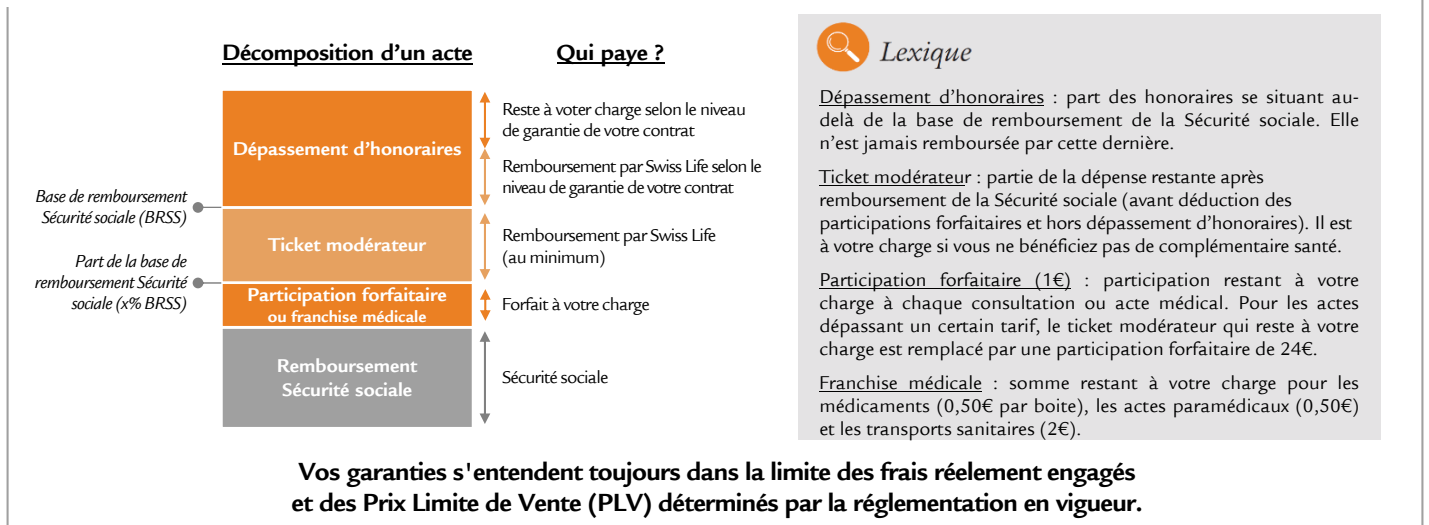 Décomposition d'un acte
Qui paye ?
Dépassement d'honoraires
Reste à voter charge selon le niveau
de garantie de votre contrat
Remboursement par Swiss Life selon le
niveau de garantie de votre contrat
Base de remboursement
Sécurité sociale (BRSS)
Ticket modérateur
Remboursement par Swiss Life
(au minimum)
Part de la base de
remboursement Sécurité
sociale (x% BRSS)
Participation forfaitaire
ou franchise médicale
Forfait à votre charge
Remboursement
Sécurité sociale
Sécurité sociale
Lexique
Dépassement d'honoraires : part des honoraires se situant au-
delà de la base de remboursement de la Sécurité sociale. Elle
n'est jamais remboursée par cette dernière.
Ticket modérateur : partie de la dépense restante après
remboursement de la Sécurité sociale (avant déduction des
participations forfaitaires et hors dépassement d'honoraires). Il est
à votre charge si vous ne bénéficiez pas de complémentaire santé.
Participation forfaitaire (1€) : participation restant à votre
charge à chaque consultation ou acte médical. Pour les actes
dépassant un certain tarif, le ticket modérateur qui reste à votre
charge est remplacé par une participation forfaitaire de 24€.
Franchise médicale : somme restant à votre charge pour les
médicaments (0,50€ par boite), les actes paramédicaux (0,50€)
et les transports sanitaires (2€).
Vos garanties s'entendent toujours dans la limite des frais réelement engagés
et des Prix Limite de Vente (PLV) déterminés par la réglementation en vigueur.